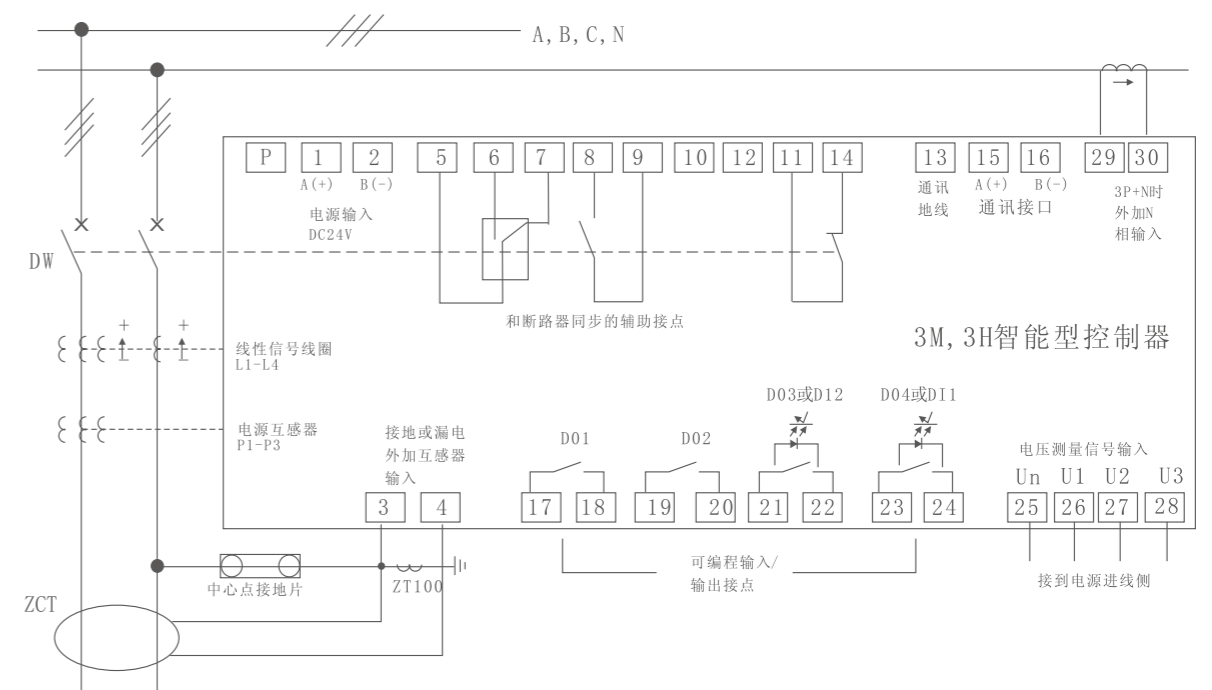 A,B,C,N
P 1 2 5 6 7 8 9 10 12 11 14 13 15 16 29 30
A(+) B(-)
电源输入
DC24V
通讯
地线
A(+) B(-)
通讯接口
3P+N时
外加N
相输入
DW
和断路器同步的辅助接点
3M,3H智能型控制器
+ +
线性信号线圈
L1-L4
电源互感器
P1-P3
接地或漏电
外加互感器
输入
DO1
DO2
DO3或D12
DO4或DI1
电压测量信号输入
Un U1 U2 U3
3 4 17 18 19 20 21 22 23 24 25 26 27 28
中心点接地片
ZT100
可编程输入/
输出接点
接到电源进线侧
ZCT